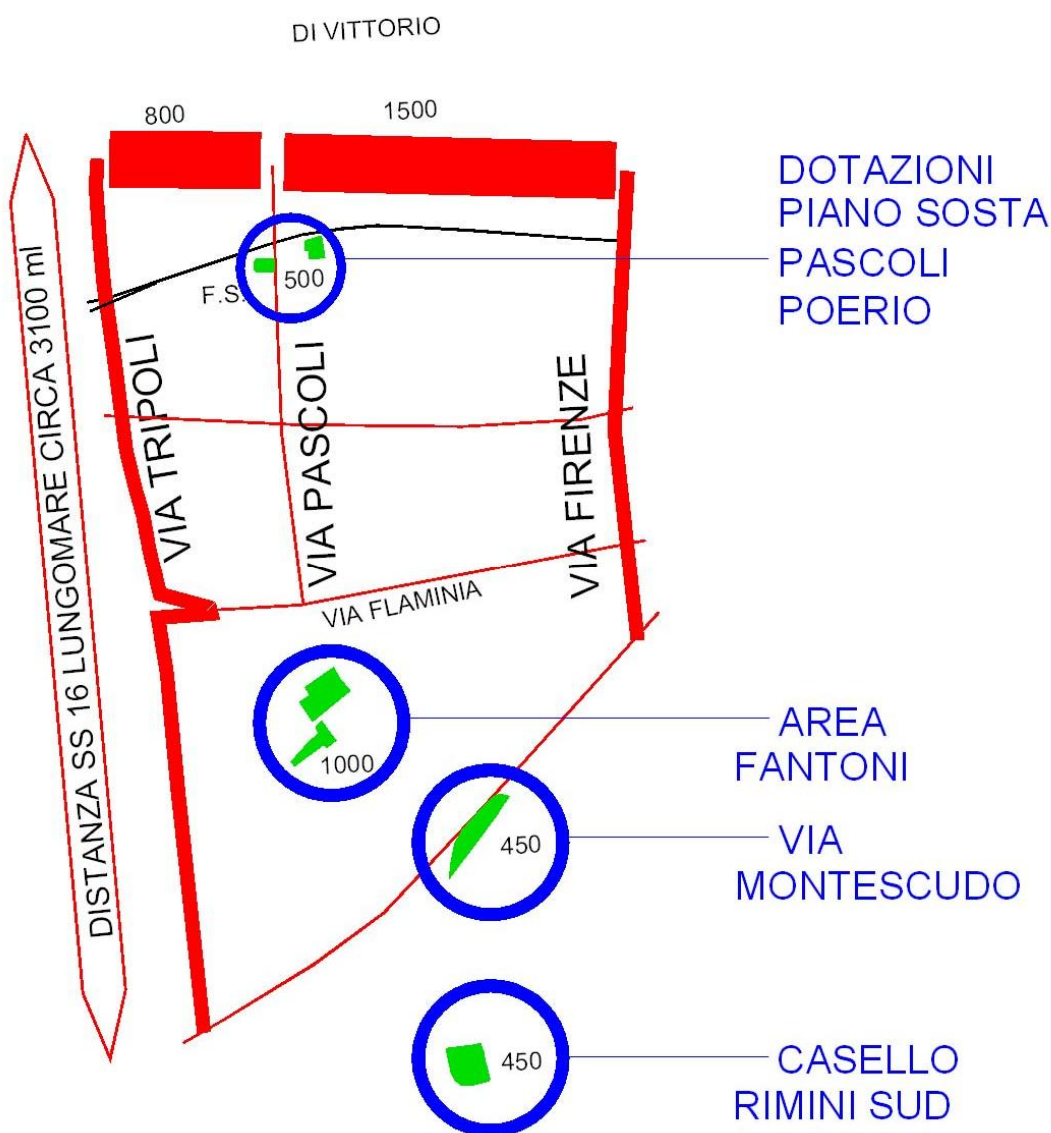 DI VITTORIO
800
1500
DOTAZIONI
PIANO SOSTA
PASCOLI
POERIO
500
F.S.
DISTANZA SS 16 LUNGOMARE CIRCA 3100 ml
VIA TRIPOLI
VIA PASCOLI
VIA FIRENZE
VIA FLAMINIA
1000
AREA
FANTONI
450
VIA
MONTESCUDO
450
CASELLO
RIMINI SUD